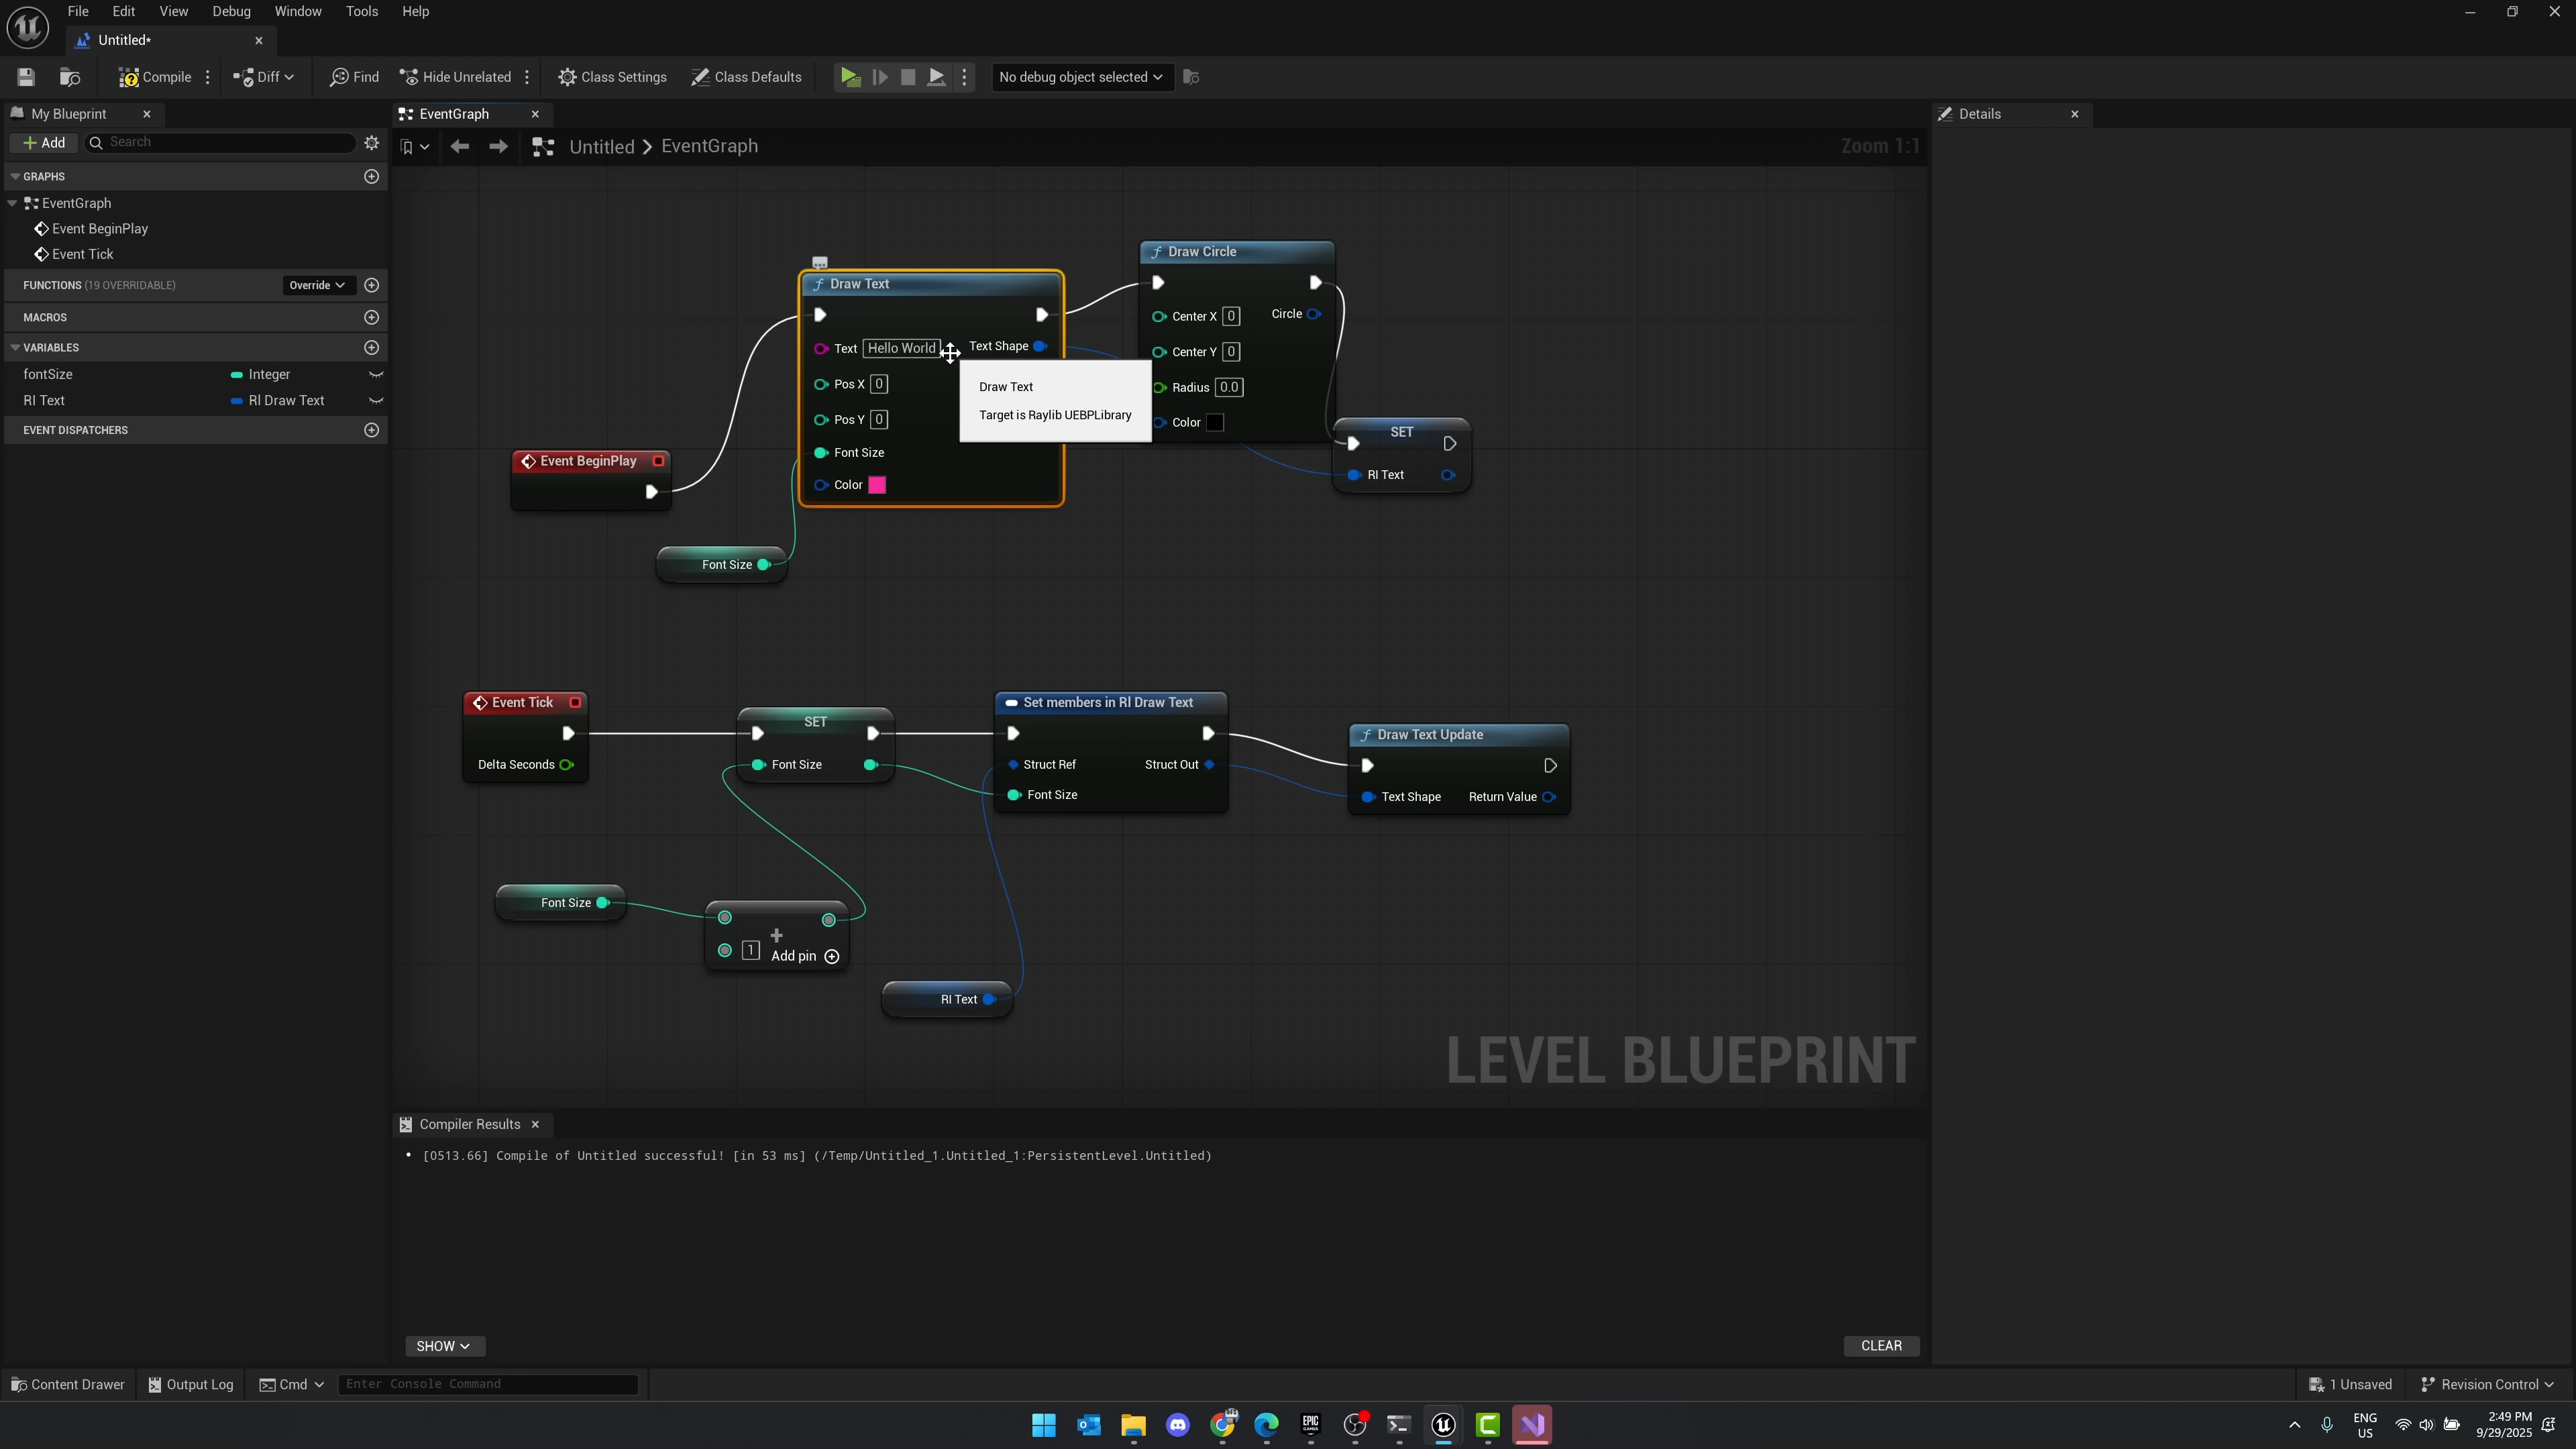 File Edit View Debug Window Tools Help
Untitled*
Compile Diff Find Hide Unrelated Class Settings Class Defaults No debug object selected
My Blueprint EventGraph Details
Add Search
Untitled > EventGraph Zoom 1:1
GRAPHS
EventGraph
Event BeginPlay
Event Tick
FUNCTIONS (19 OVERRIDABLE) Override
MACROS
VARIABLES
fontSize Integer
Rl Text Rl Draw Text
EVENT DISPATCHERS
Draw Text
Text Hello World Text Shape
Pos X 0
Pos Y 0
Font Size
Color
Draw Text
Target is Raylib UEBPLibrary
Draw Circle
Center X 0 Circle
Center Y 0
Radius 0.0
Color
SET
Rl Text
Event BeginPlay
Font Size
Event Tick
Delta Seconds
SET
Font Size
Set members in Rl Draw Text
Struct Ref Struct Out
Font Size
Draw Text Update
Text Shape Return Value
Font Size
+
1 Add pin
Rl Text
LEVEL BLUEPRINT
Compiler Results
• [0513.66] Compile of Untitled successful! [in 53 ms] (/Temp/Untitled_1.Untitled_1:PersistentLevel.Untitled)
SHOW CLEAR
Content Drawer Output Log Cmd Enter Console Command 1 Unsaved Revision Control
EPIC GAMES
ENG
US
2:49 PM
9/29/2025